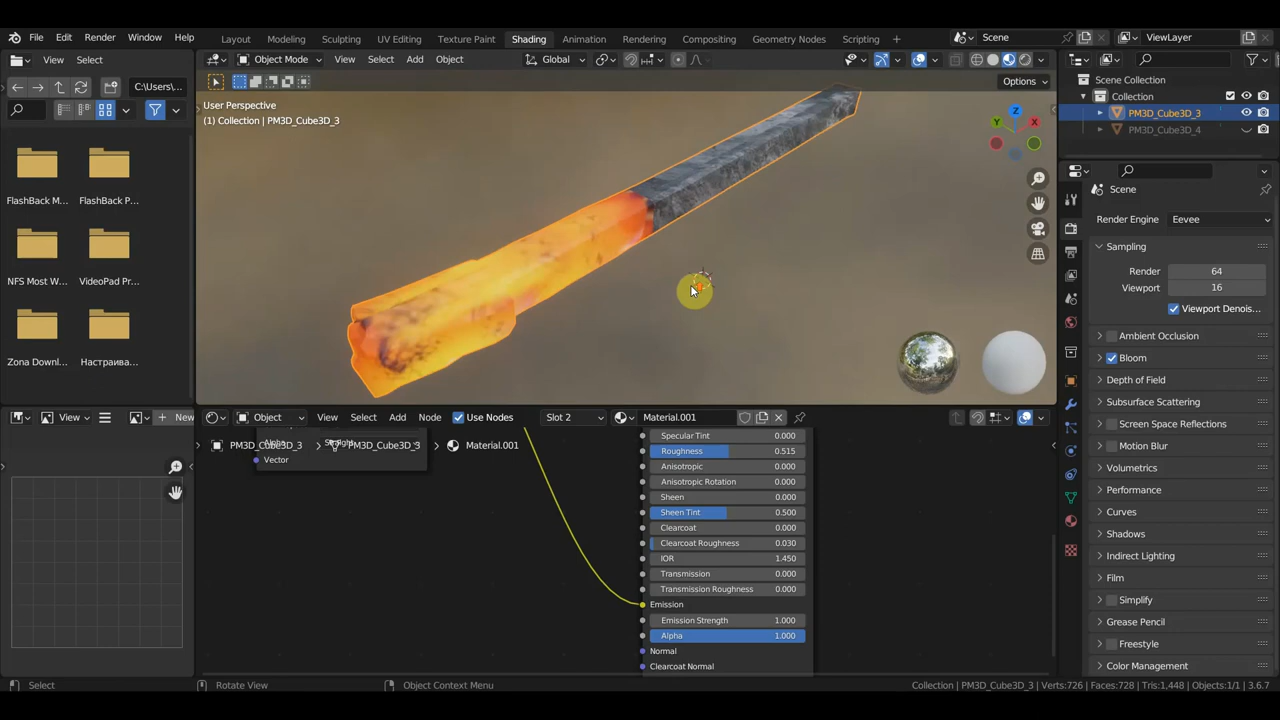 File Edit Render Window Help
Layout Modeling Sculpting UV Editing Texture Paint Shading Animation Rendering Compositing Geometry Nodes Scripting
Scene
ViewLayer
View Select
Object Mode View Select Add Object
Global
C:\Users\...
Options
User Perspective
(1) Collection | PM3D_Cube3D_3
Z
Y
X
FlashBack M...
FlashBack P...
NFS Most W...
VideoPad Pr...
Zona Downl...
Настраива...
Scene Collection
Collection
PM3D_Cube3D_3
PM3D_Cube3D_4
Scene
Render Engine Eevee
Sampling
Render 64
Viewport 16
Viewport Denois...
Ambient Occlusion
Bloom
Depth of Field
Subsurface Scattering
Screen Space Reflections
Motion Blur
Volumetrics
Performance
Curves
Shadows
Indirect Lighting
Film
Simplify
Grease Pencil
Freestyle
Color Management
View
New
Object View Select Add Node Use Nodes Slot 2 Material.001
PM3D_Cube3D_3 PM3D_Cube3D_3 Material.001
Vector
Specular Tint 0.000
Roughness 0.515
Anisotropic 0.000
Anisotropic Rotation 0.000
Sheen 0.000
Sheen Tint 0.500
Clearcoat 0.000
Clearcoat Roughness 0.030
IOR 1.450
Transmission 0.000
Transmission Roughness 0.000
Emission
Emission Strength 1.000
Alpha 1.000
Normal
Clearcoat Normal
Select
Rotate View
Object Context Menu
Collection | PM3D_Cube3D_3 | Verts:726 | Faces:728 | Tris:1,448 | Objects:1/1 | 3.6.7